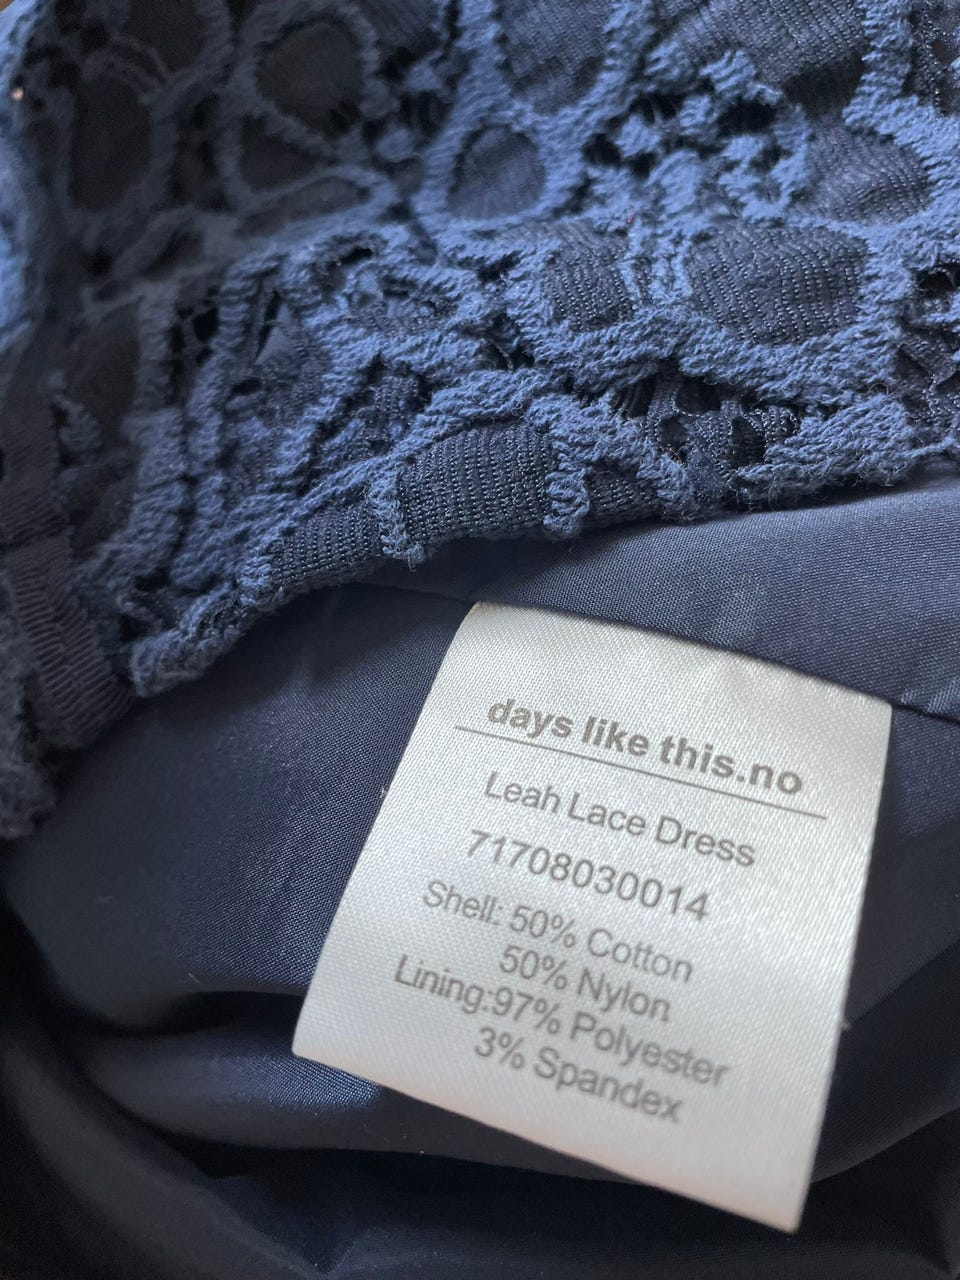 days like this.no
Leah Lace Dress
71708030014
Shell: 50% Cotton
50% Nylon
Lining:97% Polyester
3% Spandex